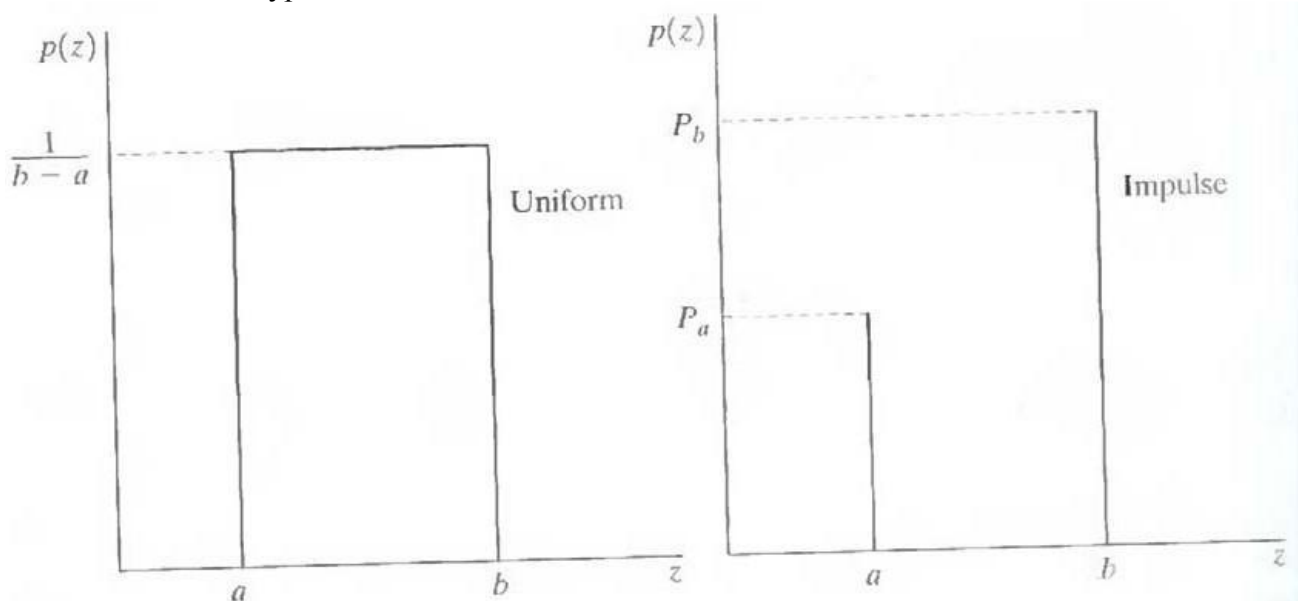 p(z)
1
b - a
Uniform
a
b
z
p(z)
P_b
Impulse
P_a
a
b
z